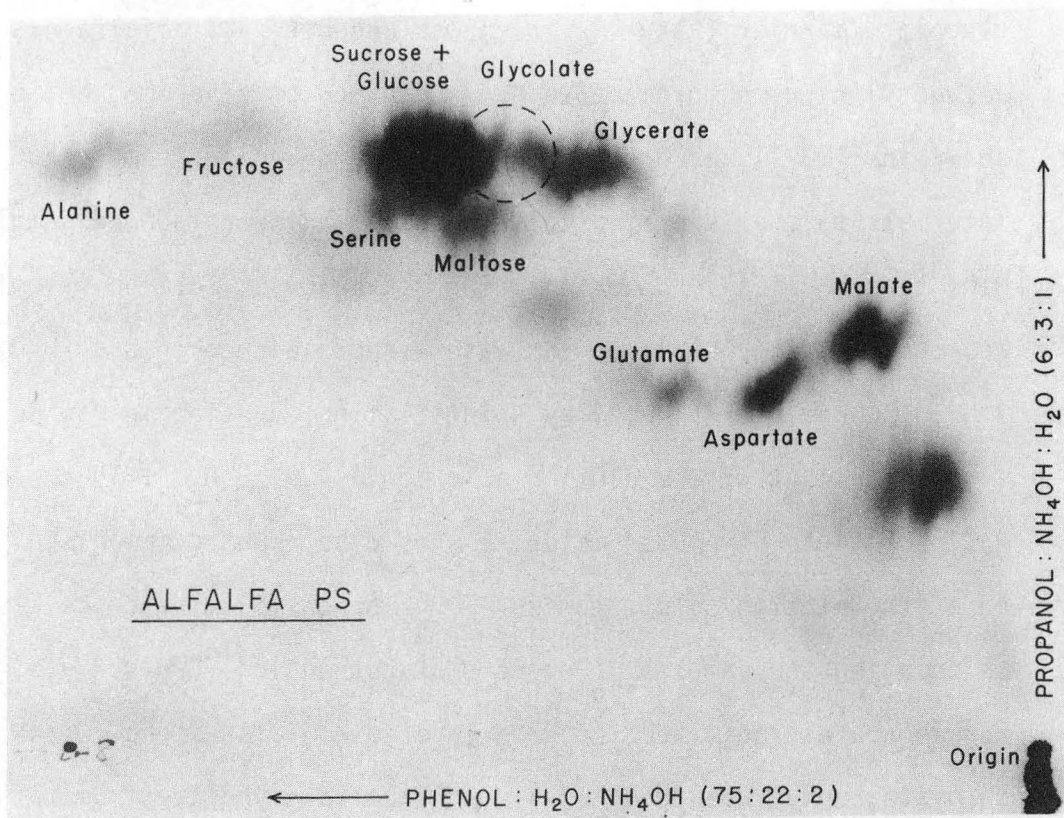 Sucrose +
Glucose
Glycolate
Glycerate
Fructose
Alanine
Serine
Maltose
Malate
Glutamate
Aspartate
ALFALFA PS
Origin
PHENOL : H₂O : NH₄OH (75:22:2)
PROPANOL : NH₄OH : H₂O (6:3:1)